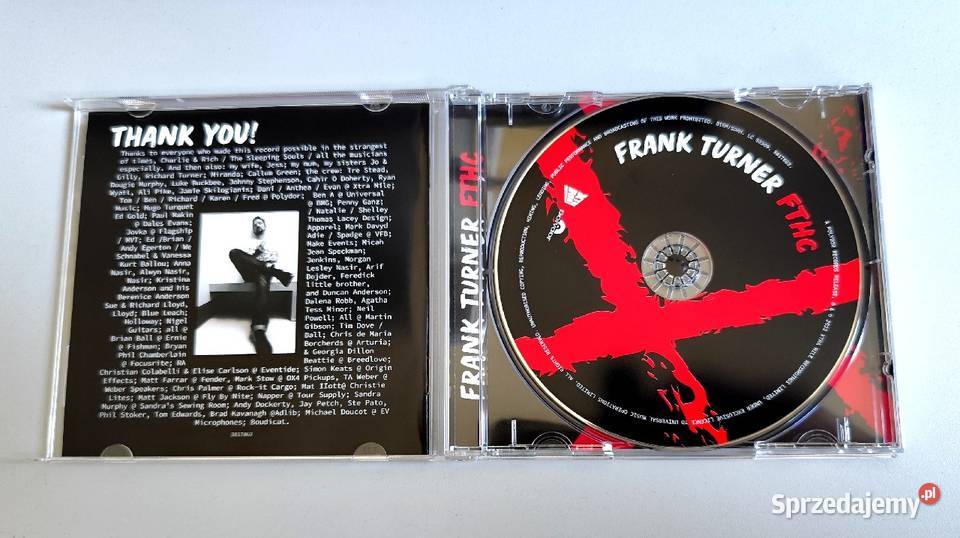 THANK YOU!
Thanks to everyone who made this record possible in the strangest
of times, Charlie & Rich / The Sleeping Souls / all the musicians
especially. And then also: my wife, Jess; my mum, my sisters Jo &
Gilly, Richard Turner; Miranda; Callum Green; the crew: Tre Stead,
Dougie Murphy, Luke Buckbee, Johnny Stephenson, Cahir O Doherty, Ryan
Wyatt, Ali Pike, Jamie Skilogianis; Dani / Anthea / Evan @ Xtra Mile;
Tom / Ben / Richard / Karen / Fred @ Polydor; Ben A @ Universal
Music; Hugo Turquet @ BMG; Penny Ganz;
Ed Gold; Paul Makin / Natalie / Shelley
@ Dales Evans; Thomas Lacey Design;
Jovka @ Flagship Apparel; Mark Davyd
/ MVT; Ed /Brian / Adie / Spadge @ VFB;
Andy Egerton / We Make Events; Micah
Schnabel & Vanessa Jean Speckman;
Kurt Ballou; Anna Jenkins, Morgan
Nasir, Alwyn Nasir, Lesley Nasir, Arif
Nasir; Kristina Dojder, Feredick
Anderson and his little brother,
Berenice Anderson and Duncan Anderson;
Sue & Richard Lloyd, Dalena Robb, Agatha
Lloyd; Blue Leach; Tess Minor; Neil
Holloway; Nigel Powell; All @ Martin
Guitars; all @ Gibson; Tim Dove /
Brian Ball @ Ernie Ball; Chris de Maria
@ Fishman; Bryan Borcherds @ Arturia;
Phil Chamberlain & Georgia Dillon
@ Focusrite; RA Beattie @ Breedlove;
Christian Colabelli & Elise Carlson @ Eventide; Simon Keats @ Origin
Effects; Matt Farrar @ Fender, Mark Stow @ OX4 Pickups, TA Weber @
Weber Speakers; Chris Palmer @ Rock-it Cargo; Mat IIott@ Christie
Lites; Matt Jackson @ Fly By Nite; Napper @ Tour Supply; Sandra
Murphy @ Sandra's Sewing Room; Andy Dockerty, Jay Petch, Ste Pato,
Phil Stoker, Tom Edwards, Brad Kavanagh @Adlib; Michael Doucot @ EV
Microphones; Boudicat.
FRANK TURNER FTHC
FRANK TURNER FTHC
Sprzedajemy.pl